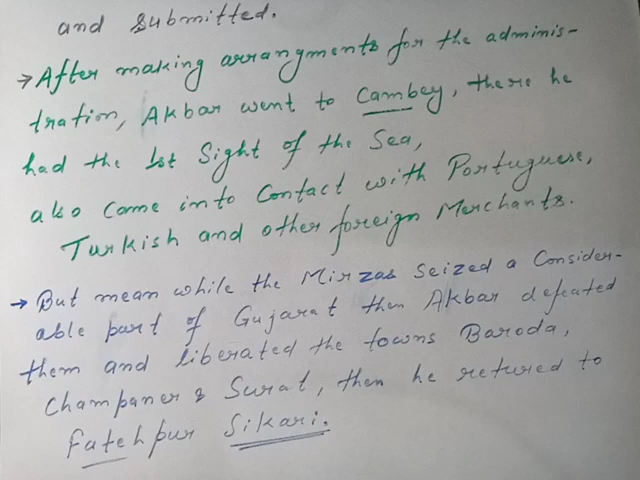 and submitted.
→ After making arrangments for the adminis-
tration, Akbar went to Cambey, there he
had the 1st Sight of the Sea,
also come into Contact with Portuguese,
Turkish and other foreign Merchants.
→ But mean while the Mirzas seized a Consider-
able part of Gujarat then Akbar defeated
them and liberated the towns Baroda,
Champaner & Surat, then he retured to
Fatehpur Sikari.